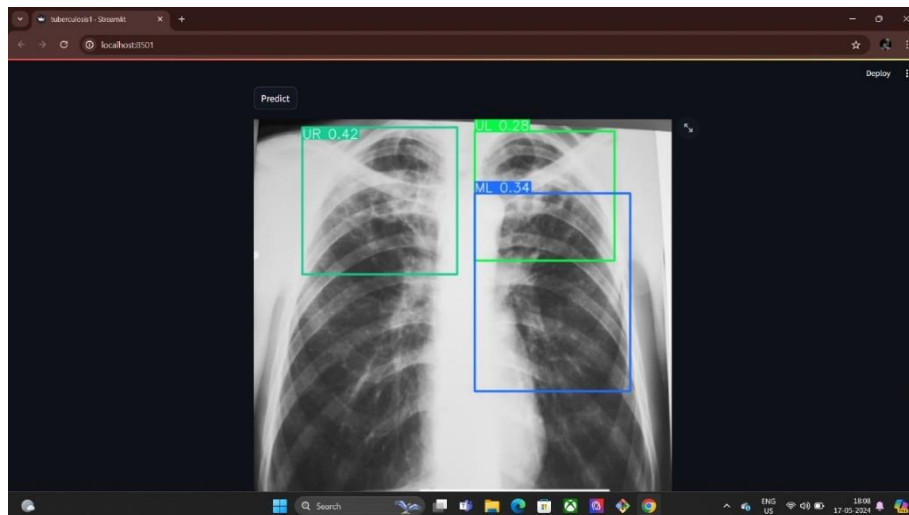 tuberculosis1 - Streamlit
localhost:8501
Deploy
Predict
UR 0.42
UL 0.28
ML 0.34
Search
ENG
US
18:08
17-05-2024